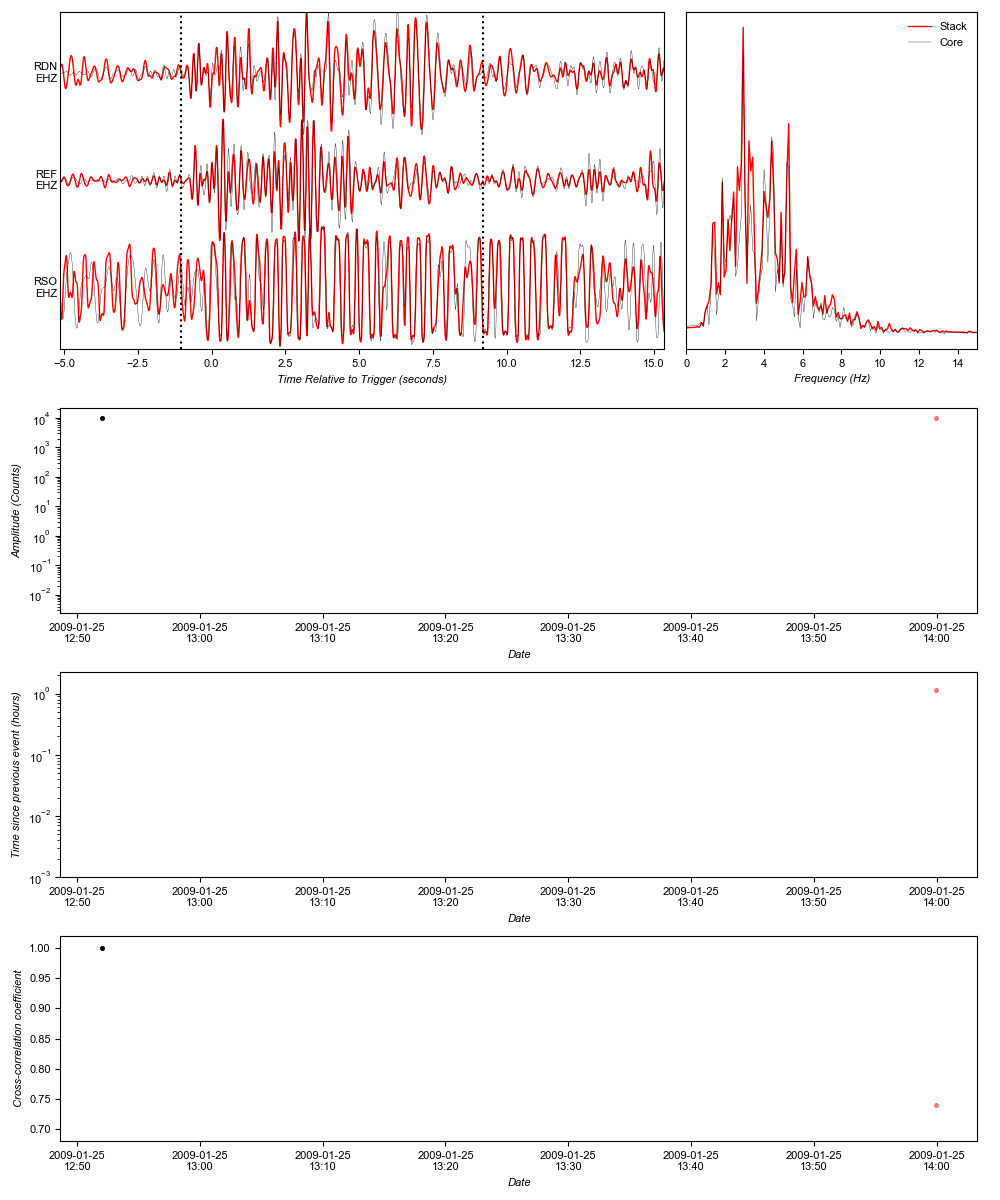 RDN
EHZ
REF
EHZ
RSO
EHZ
−5.0 −2.5 0.0 2.5 5.0 7.5 10.0 12.5 15.0
Time Relative to Trigger (seconds)
Stack
Core
0 2 4 6 8 10 12 14
Frequency (Hz)
Amplitude (Counts)
10⁴
10³
10²
10¹
10⁰
10⁻¹
10⁻²
2009-01-25 2009-01-25 2009-01-25 2009-01-25 2009-01-25 2009-01-25 2009-01-25 2009-01-25
12:50 13:00 13:10 13:20 13:30 13:40 13:50 14:00
Date
Time since previous event (hours)
10⁰
10⁻¹
10⁻²
10⁻³
2009-01-25 2009-01-25 2009-01-25 2009-01-25 2009-01-25 2009-01-25 2009-01-25 2009-01-25
12:50 13:00 13:10 13:20 13:30 13:40 13:50 14:00
Date
Cross-correlation coefficient
1.00
0.95
0.90
0.85
0.80
0.75
0.70
2009-01-25 2009-01-25 2009-01-25 2009-01-25 2009-01-25 2009-01-25 2009-01-25 2009-01-25
12:50 13:00 13:10 13:20 13:30 13:40 13:50 14:00
Date